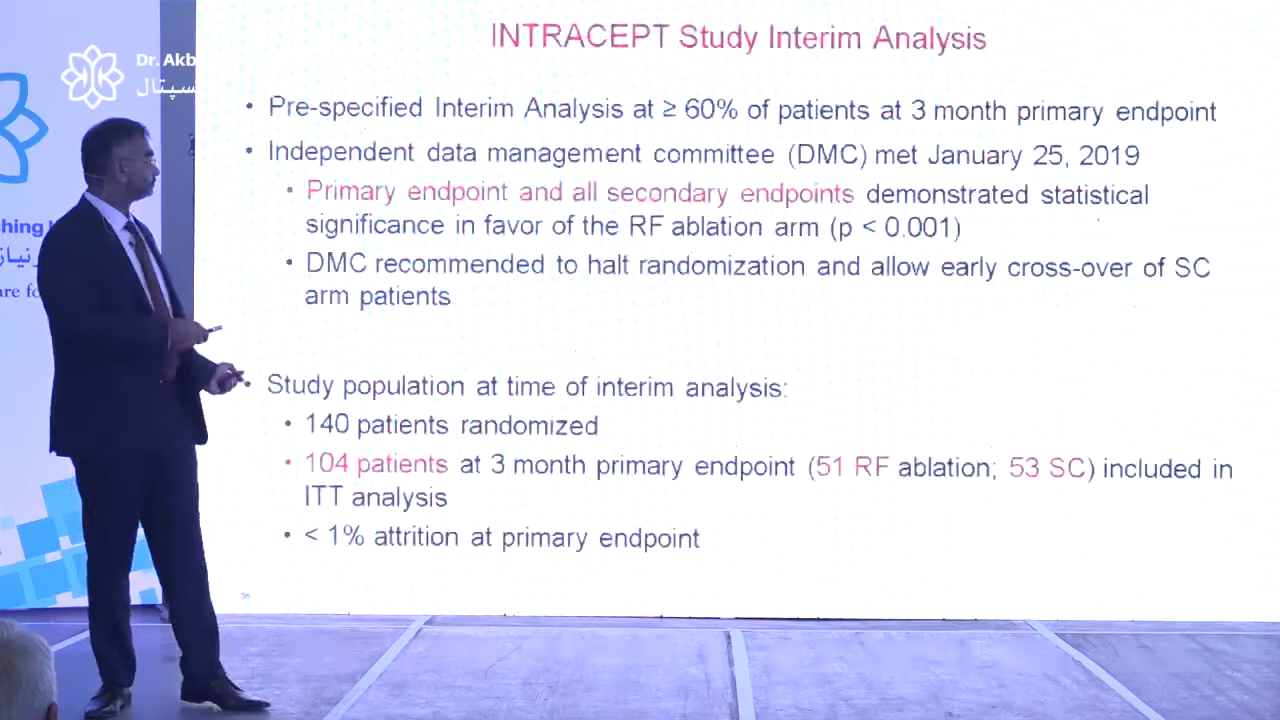 INTRACEPT Study Interim Analysis
Dr. Akb
سپتال
• Pre-specified Interim Analysis at ≥ 60% of patients at 3 month primary endpoint
• Independent data management committee (DMC) met January 25, 2019
• Primary endpoint and all secondary endpoints demonstrated statistical
significance in favor of the RF ablation arm (p < 0.001)
• DMC recommended to halt randomization and allow early cross-over of SC
arm patients
• Study population at time of interim analysis:
• 140 patients randomized
• 104 patients at 3 month primary endpoint (51 RF ablation; 53 SC) included in
ITT analysis
• < 1% attrition at primary endpoint
ching
are fo